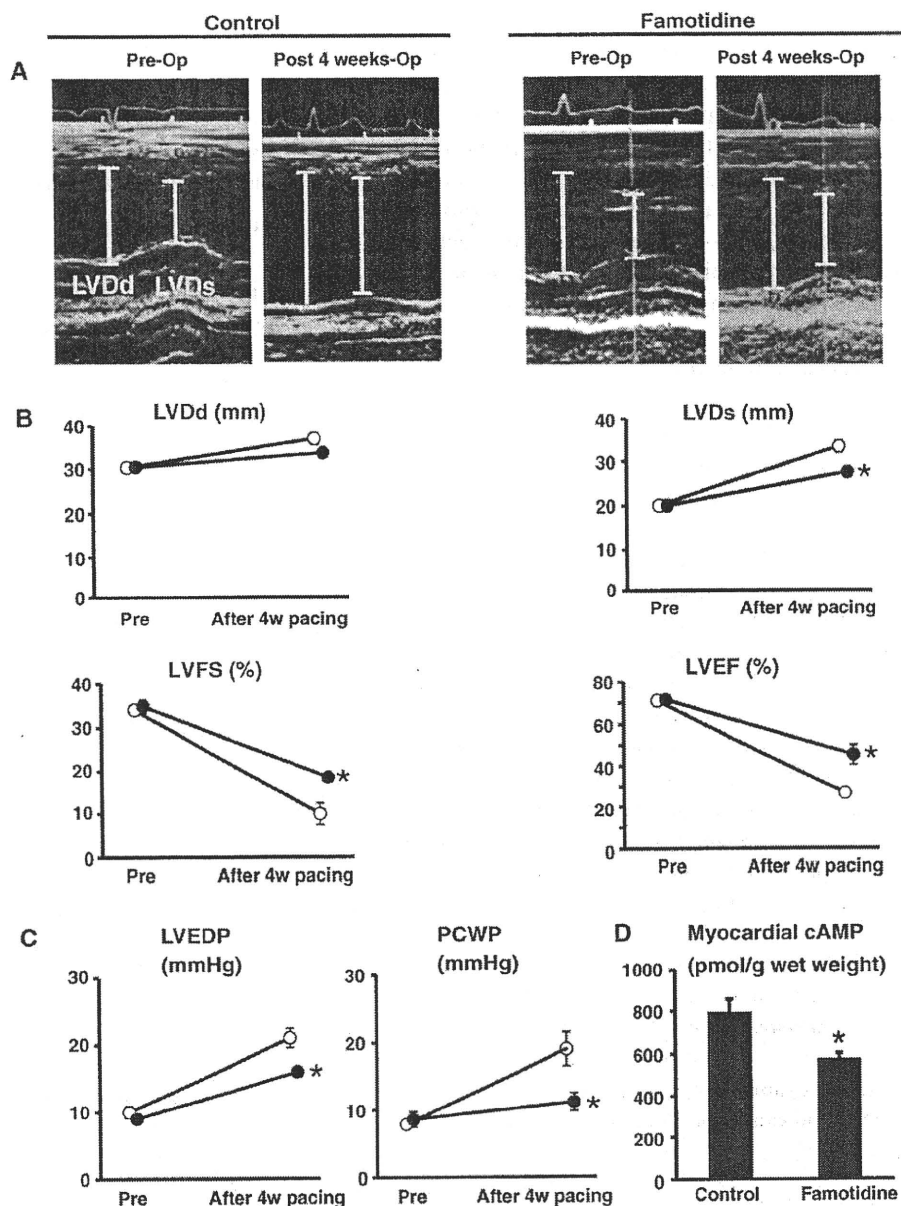 Control
Famotidine
A
Pre-Op
Post 4 weeks-Op
Pre-Op
Post 4 weeks-Op
LVDd
LVDs
B
LVDd (mm)
40
30
20
10
0
Pre
After 4w pacing
LVDs (mm)
40
30
20
10
0
*
Pre
After 4w pacing
LVFS (%)
40
30
20
10
0
*
Pre
After 4w pacing
LVEF (%)
80
60
40
20
0
*
Pre
After 4w pacing
C
LVEDP
(mmHg)
30
20
10
0
*
Pre
After 4w pacing
PCWP
(mmHg)
30
20
10
0
*
Pre
After 4w pacing
D
Myocardial cAMP
(pmol/g wet weight)
1000
800
600
400
200
0
*
Control
Famotidine